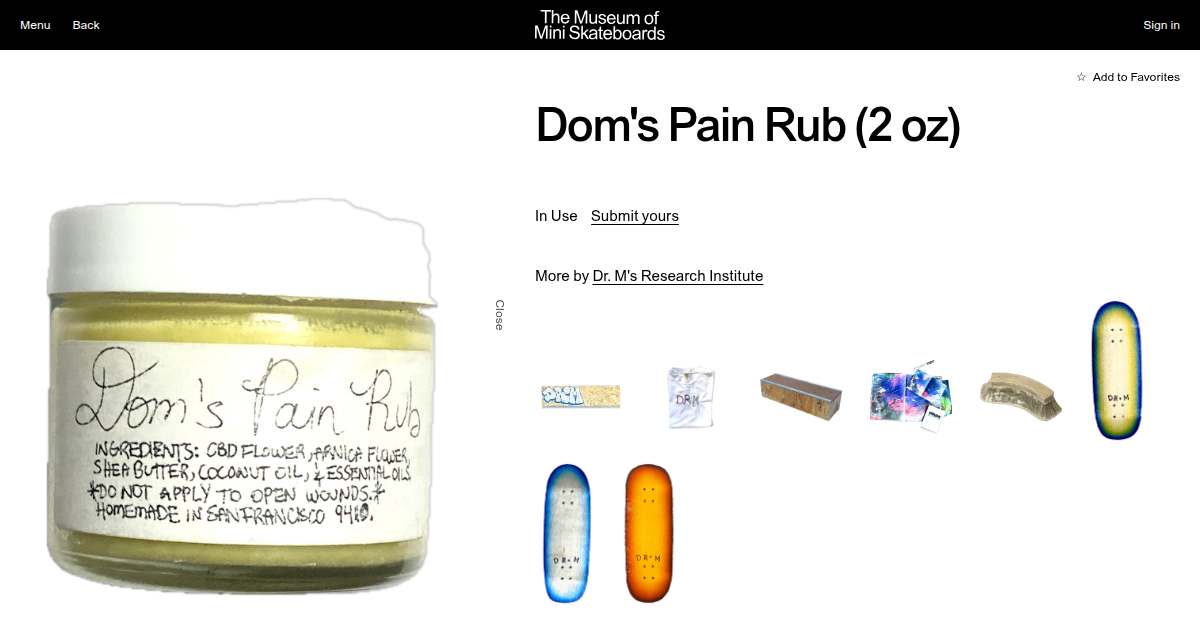 Menu
Back
The Museum of
Mini Skateboards
Sign in
☆ Add to Favorites
Dom's Pain Rub (2 oz)
In Use Submit yours
More by Dr. M's Research Institute
Close
Dom's Pain Rub
INGREDIENTS: CBD FLOWER, ARNICA FLOWER,
SHEA BUTTER, COCONUT OIL, & ESSENTIAL OILS.
*DO NOT APPLY TO OPEN WOUNDS.*
HOMEMADE IN SAN FRANCISCO
DR•M
DR•M
DR•M
DR•M